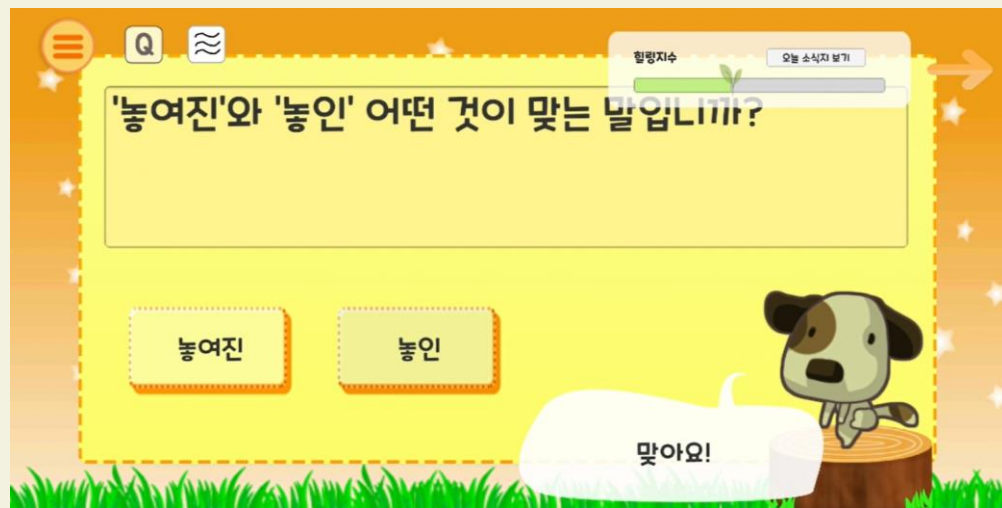 Q
힐링지수
오늘 소식지 보기
'놓여진'와 '놓인' 어떤 것이 맞는 말입니까?
놓여진
놓인
맞아요!